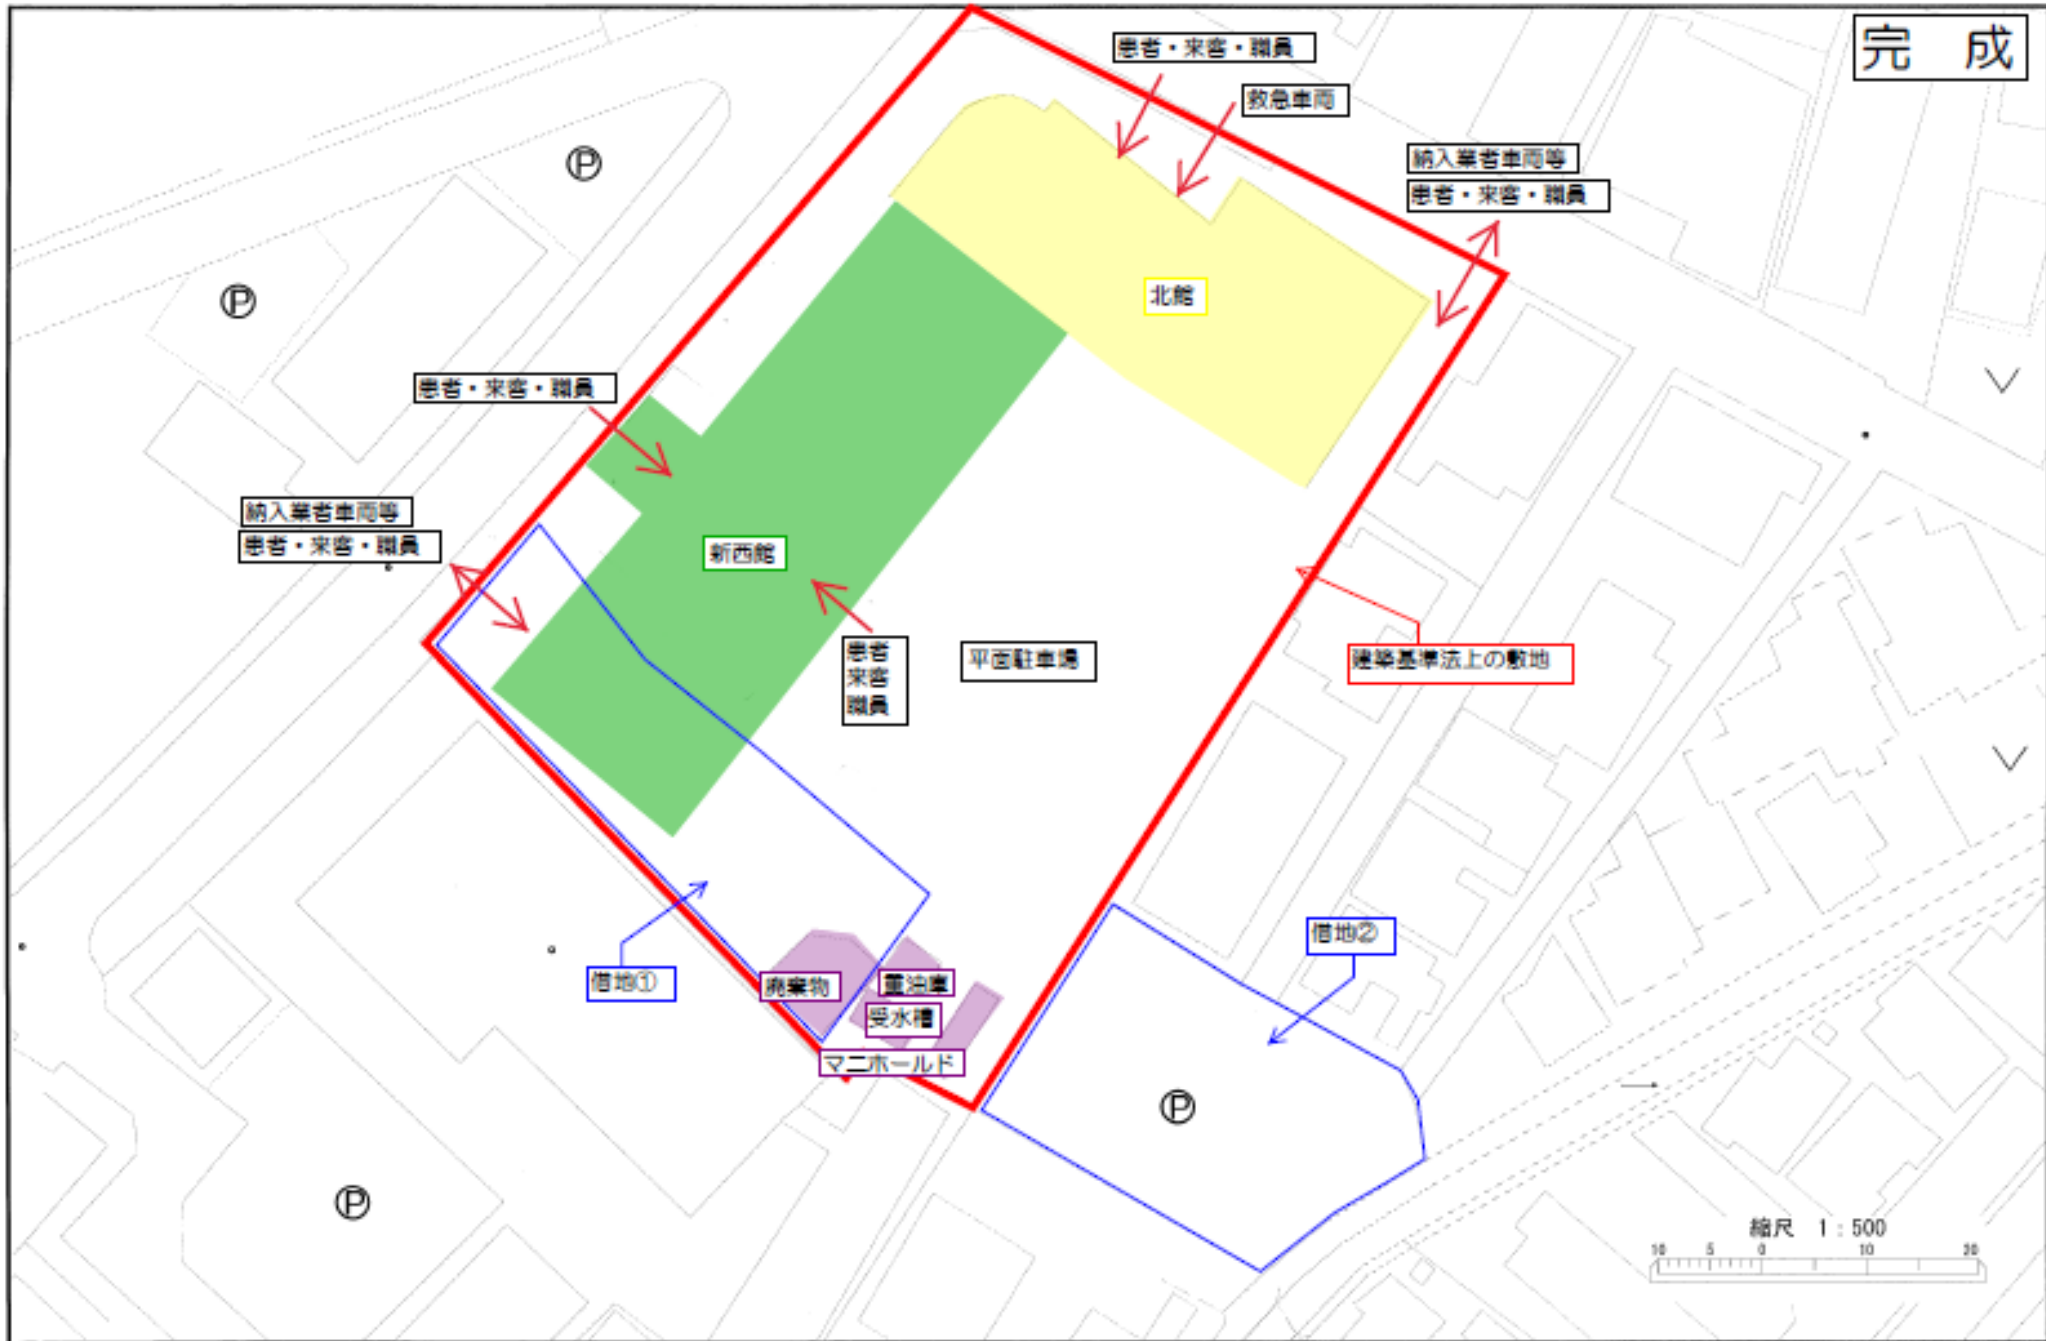 完 成
患者・来客・職員
救急車両
納入業者車両等
患者・来客・職員
Ⓟ
Ⓟ
北館
患者・来客・職員
納入業者車両等
患者・来客・職員
新西館
患者
来客
職員
平面駐車場
建築基準法上の敷地
借地②
借地①
廃棄物
重油庫
受水槽
マニホールド
Ⓟ
Ⓟ
縮尺 1:500
10 5 0 10 20